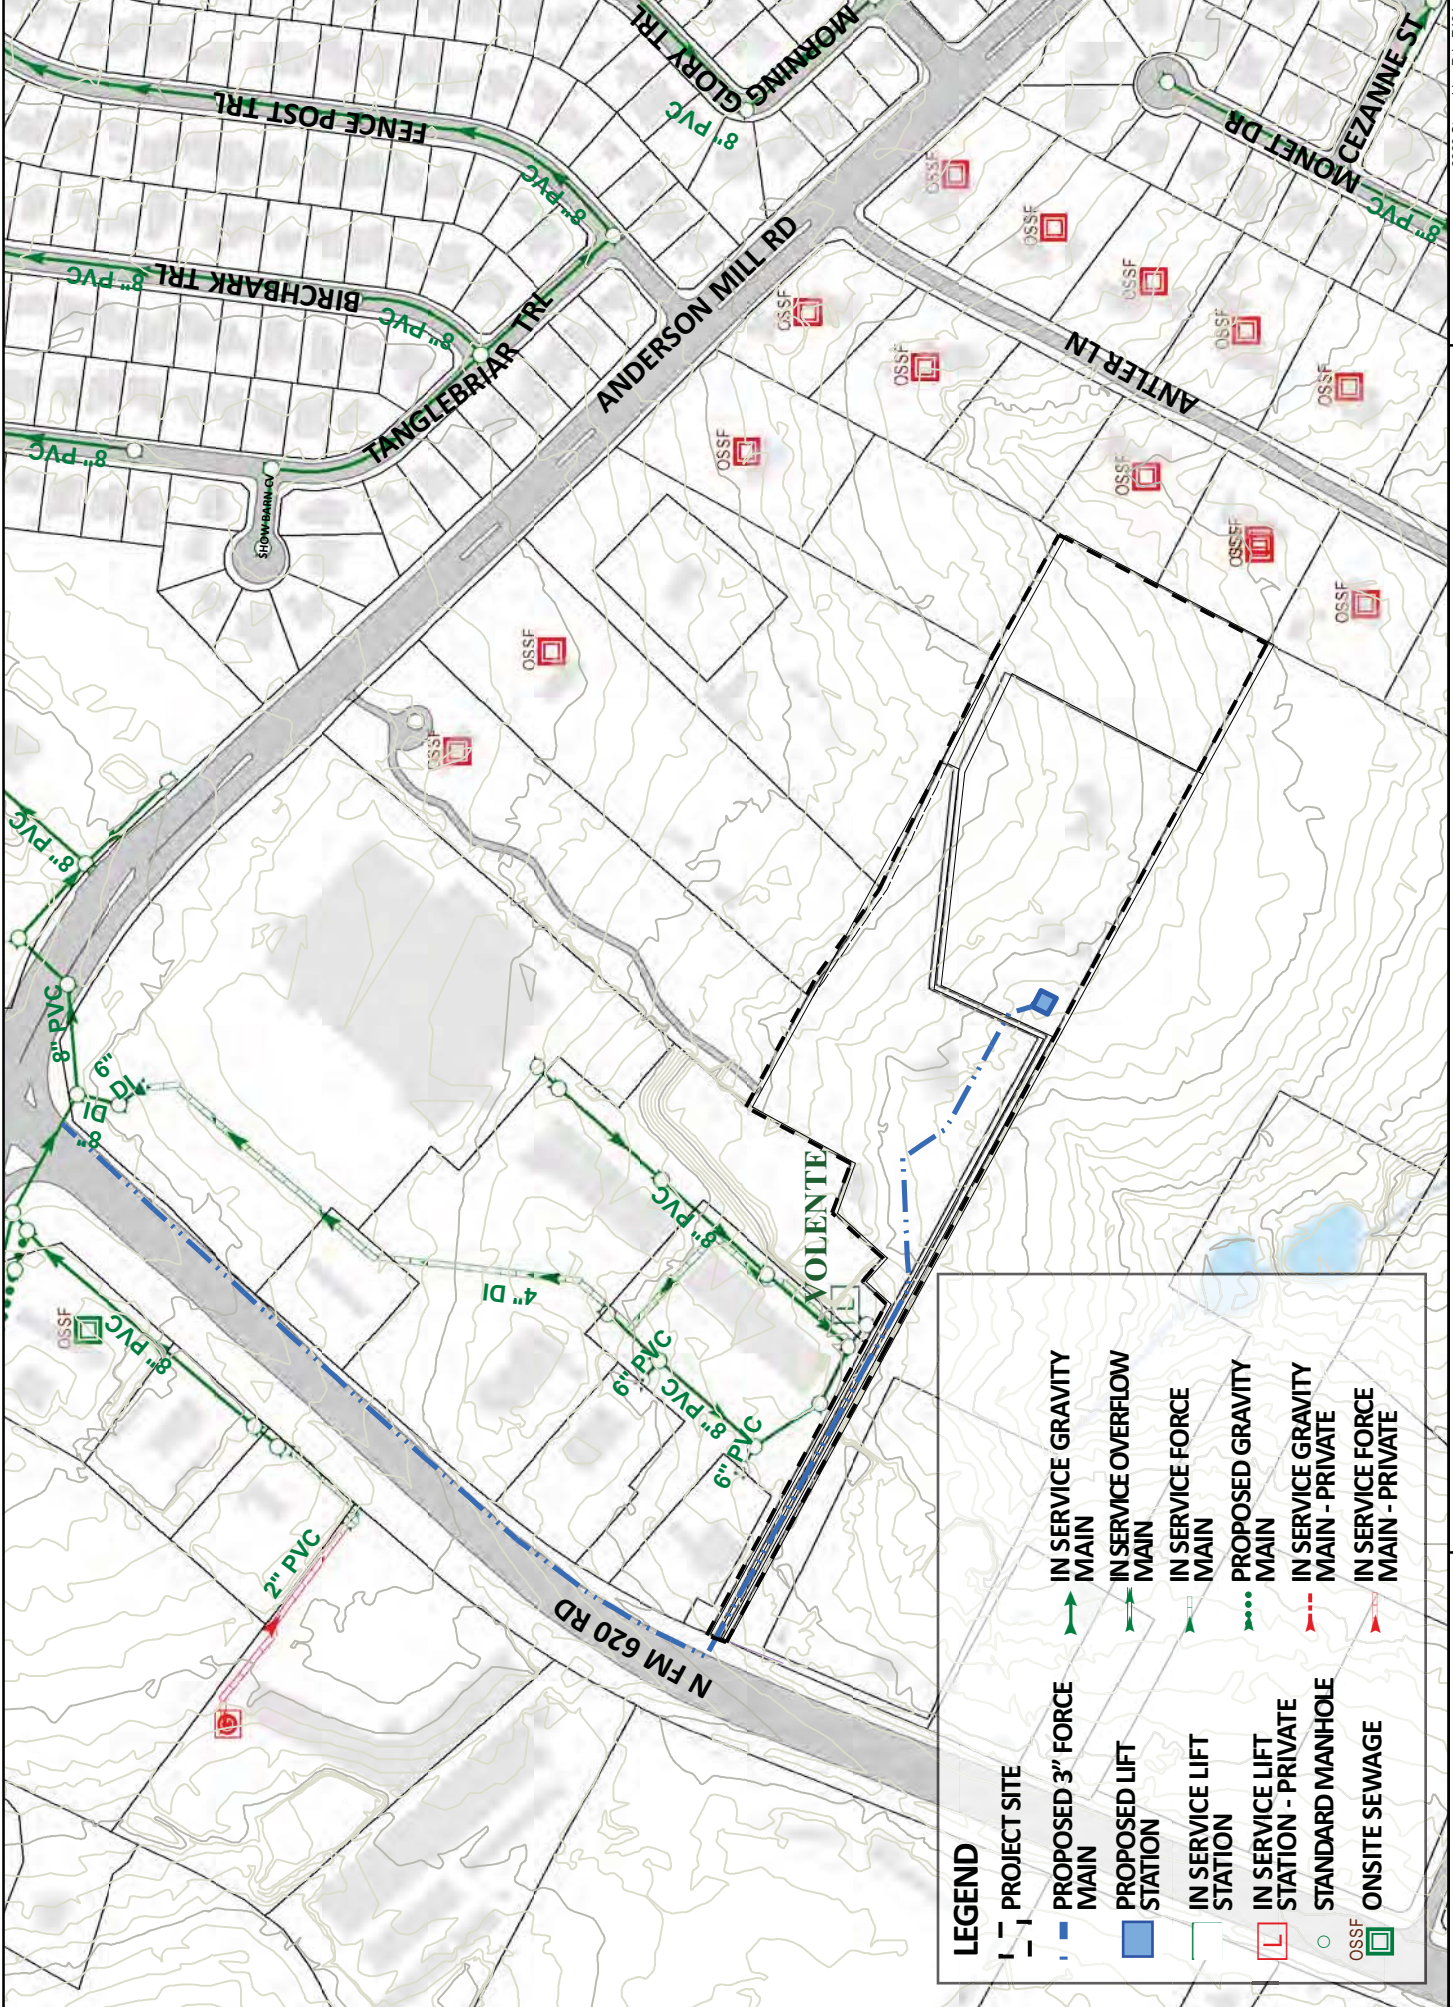 FENCE POST TRL
8" PVC
GLORY TRL
MORNING
8" PVC
BIRCHBARK TRL
8" PVC
8" PVC
TANGLEBRIAR TRL
8" PVC
SHOW BARN CV
ANDERSON MILL RD
MONET DR
CEZANNE ST
8" PVC
ANTLER LN
OSSF
OSSF
OSSF
OSSF
OSSF
OSSF
OSSF
OSSF
OSSF
OSSF
OSSF
OSSF
OSSF
8" PVC
8" PVC
6" DI
8" DI
OSSF
8" PVC
4" DI
8" PVC
6" PVC
8" PVC
6" PVC
VOLENTE
L
2" PVC
G
N FM 620 RD
LEGEND
PROJECT SITE
PROPOSED 3” FORCE
MAIN
PROPOSED LIFT
STATION
IN SERVICE LIFT
STATION
L
IN SERVICE LIFT
STATION - PRIVATE
STANDARD MANHOLE
OSSF
ONSITE SEWAGE
IN SERVICE GRAVITY
MAIN
IN SERVICE OVERFLOW
MAIN
IN SERVICE FORCE
MAIN
PROPOSED GRAVITY
MAIN
IN SERVICE GRAVITY
MAIN - PRIVATE
IN SERVICE FORCE
MAIN - PRIVATE